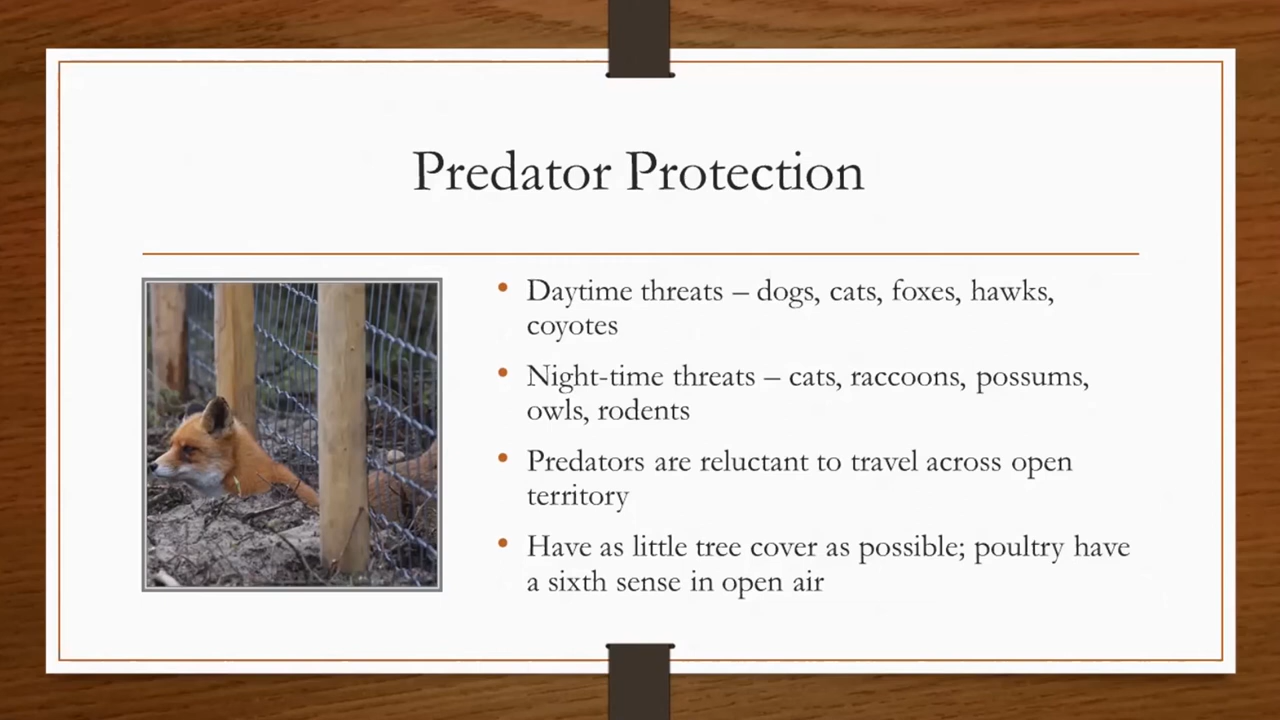 Predator Protection
• Daytime threats – dogs, cats, foxes, hawks,
coyotes
• Night-time threats – cats, raccoons, possums,
owls, rodents
• Predators are reluctant to travel across open
territory
• Have as little tree cover as possible; poultry have
a sixth sense in open air